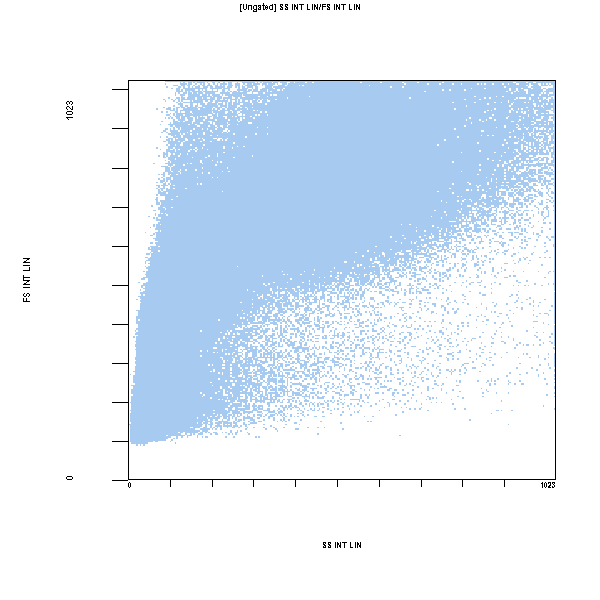 [Ungated] SS INT LIN/FS INT LIN
1023
FS INT LIN
0
0
1023
SS INT LIN